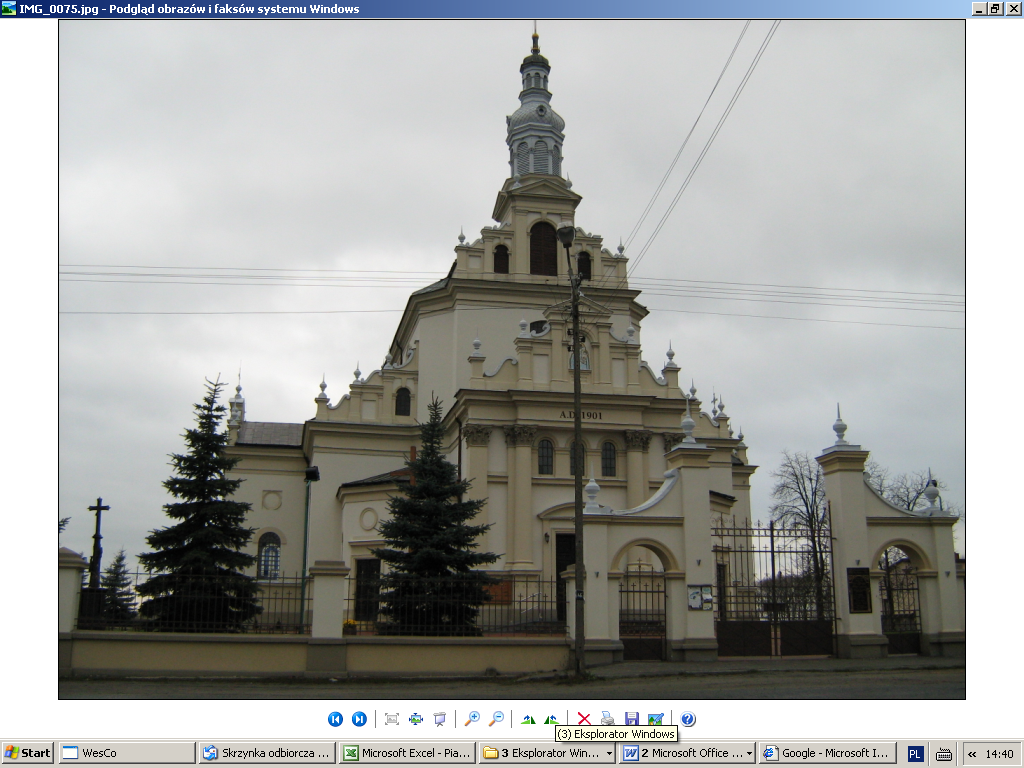 IMG_0075.jpg - Podgląd obrazów i faksów systemu Windows
A.D. 1901
(3) Eksplorator Windows
Start
WesCo
Skrzynka odbiorcza ...
Microsoft Excel - Pia...
3 Eksplorator Win...
2 Microsoft Office ...
Google - Microsoft I...
PL
14:40